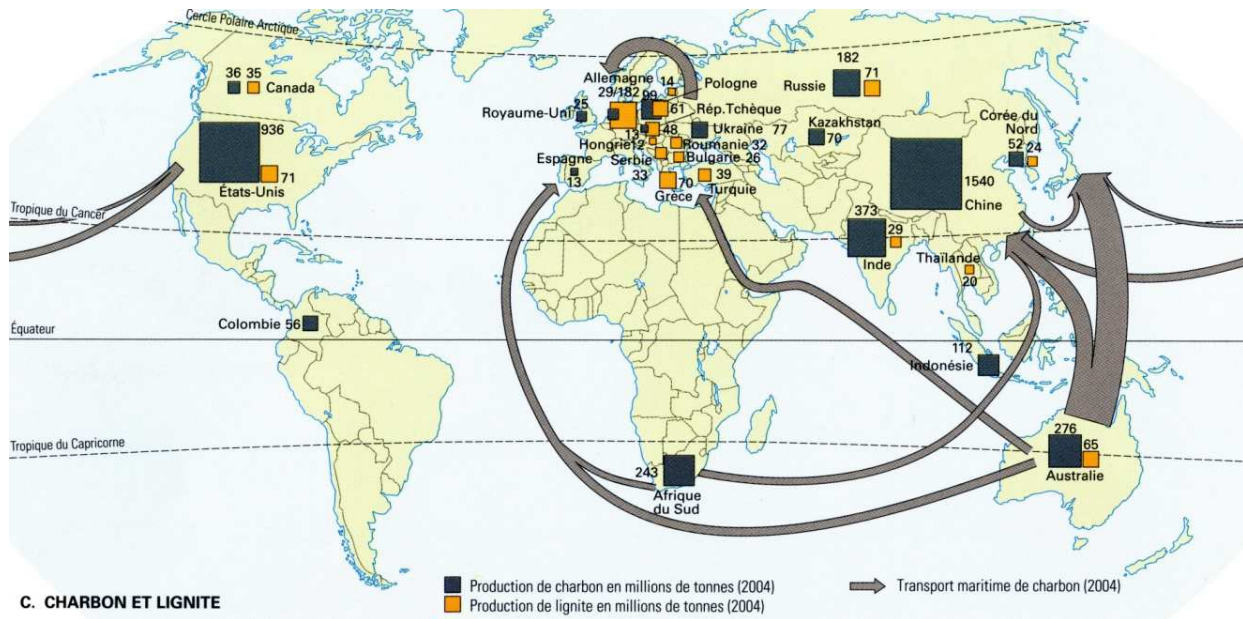 Cercle Polaire Arctique
36 35 Canada
936
71
États-Unis
Tropique du Cancer
Colombie 56
Équateur
Tropique du Capricorne
Allemagne
29/182
14
Pologne
99
61
Rép.Tchèque
Royaume-Uni
25
13
48
Ukraine 77
Hongrie 12
Roumanie 32
Bulgarie 26
Serbie
33
Espagne
13
Grèce
70
39
Turquie
182
Russie
71
Kazakhstan
70
Corée du
Nord
52
24
1540
Chine
373
29
Inde
Thaïlande
20
112
Indonésie
276
65
Australie
243
Afrique
du Sud
C. CHARBON ET LIGNITE
Production de charbon en millions de tonnes (2004)
Production de lignite en millions de tonnes (2004)
Transport maritime de charbon (2004)